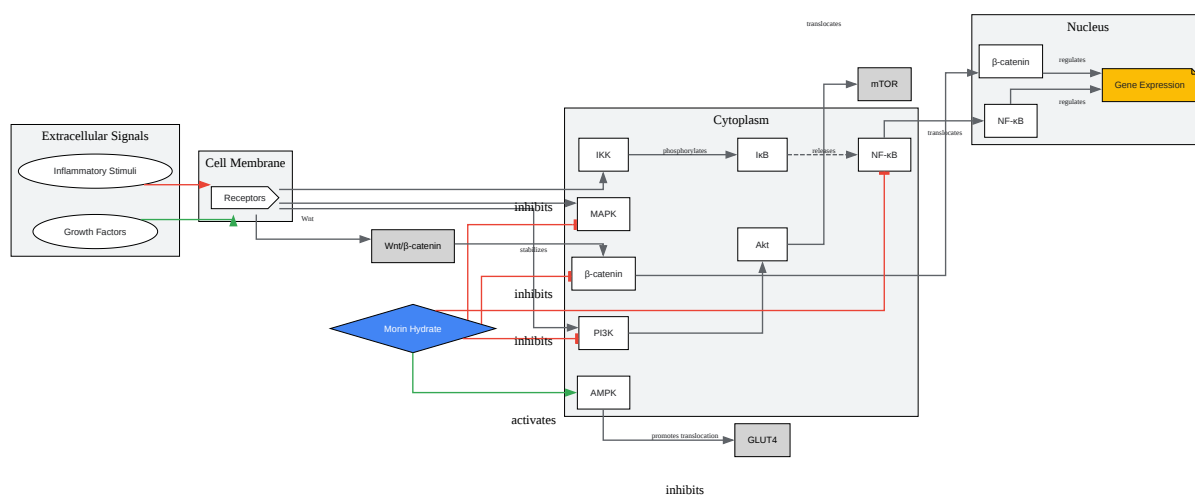 translocates
Nucleus
β-catenin
regulates
Gene Expression
mTOR
regulates
NF-κB
Cytoplasm
translocates
Extracellular Signals
Cell Membrane
IKK
phosphorylates
IκB
releases
NF-κB
Inflammatory Stimuli
Receptors
inhibits
MAPK
Wnt
Growth Factors
Wnt/β-catenin
stabilizes
Akt
β-catenin
inhibits
Morin Hydrate
inhibits
PI3K
AMPK
activates
promotes translocation
GLUT4
inhibits